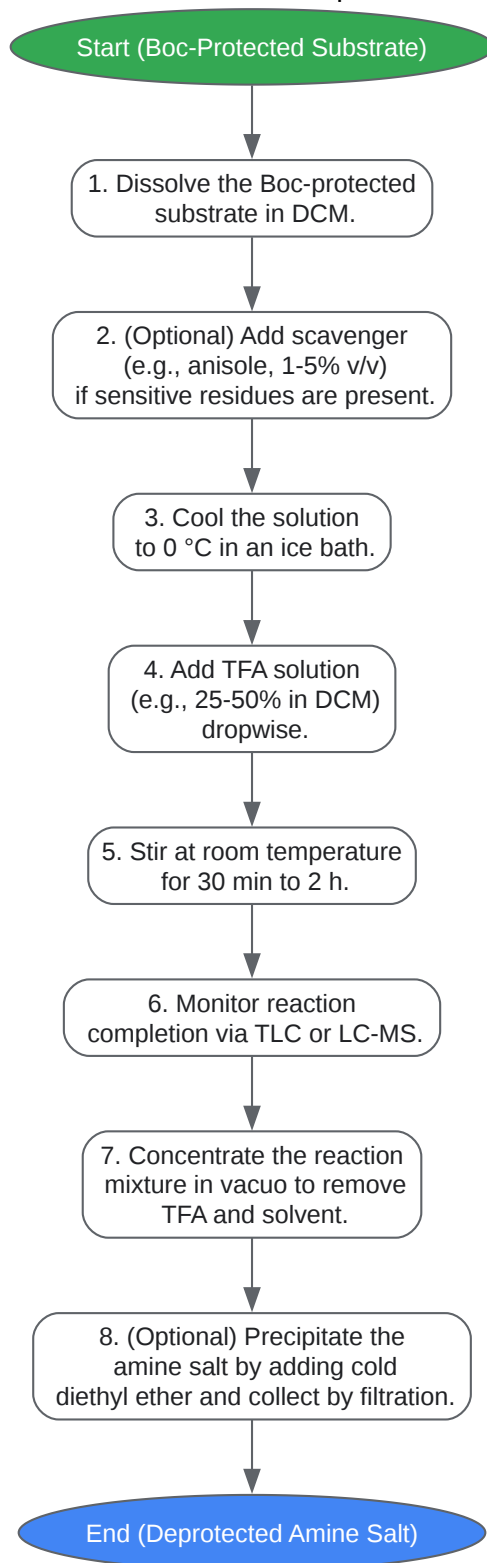 Start (Boc-Protected Substrate)
1. Dissolve the Boc-protected
substrate in DCM.
2. (Optional) Add scavenger
(e.g., anisole, 1-5% v/v)
if sensitive residues are present.
3. Cool the solution
to 0 °C in an ice bath.
4. Add TFA solution
(e.g., 25-50% in DCM)
dropwise.
5. Stir at room temperature
for 30 min to 2 h.
6. Monitor reaction
completion via TLC or LC-MS.
7. Concentrate the reaction
mixture in vacuo to remove
TFA and solvent.
8. (Optional) Precipitate the
amine salt by adding cold
diethyl ether and collect by filtration.
End (Deprotected Amine Salt)